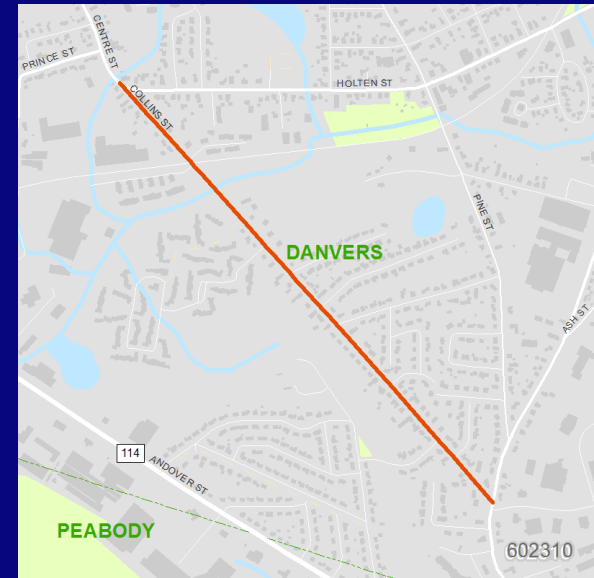 CENTRE ST
PRINCE ST
HOLTEN ST
COLLINS ST
PINE ST
DANVERS
ASH ST
114
ANDOVER ST
PEABODY
602310